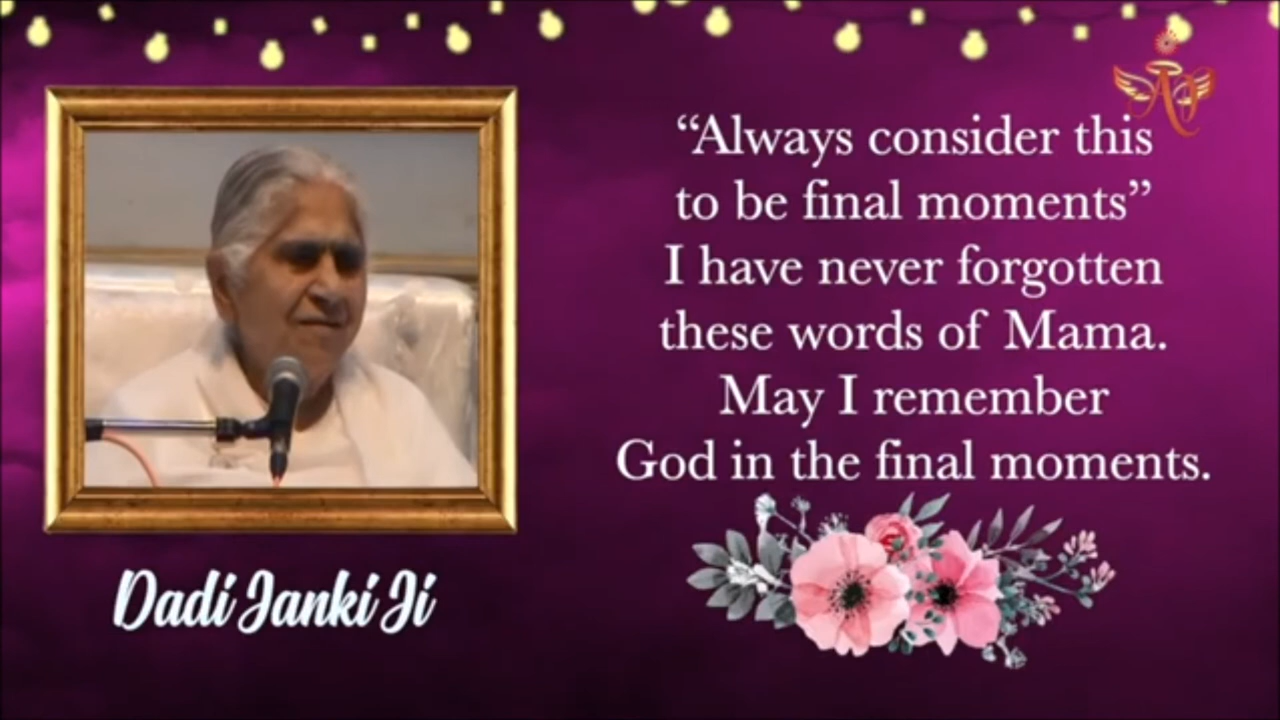 “Always consider this
to be final moments”
I have never forgotten
these words of Mama.
May I remember
God in the final moments.
Dadi Janki Ji